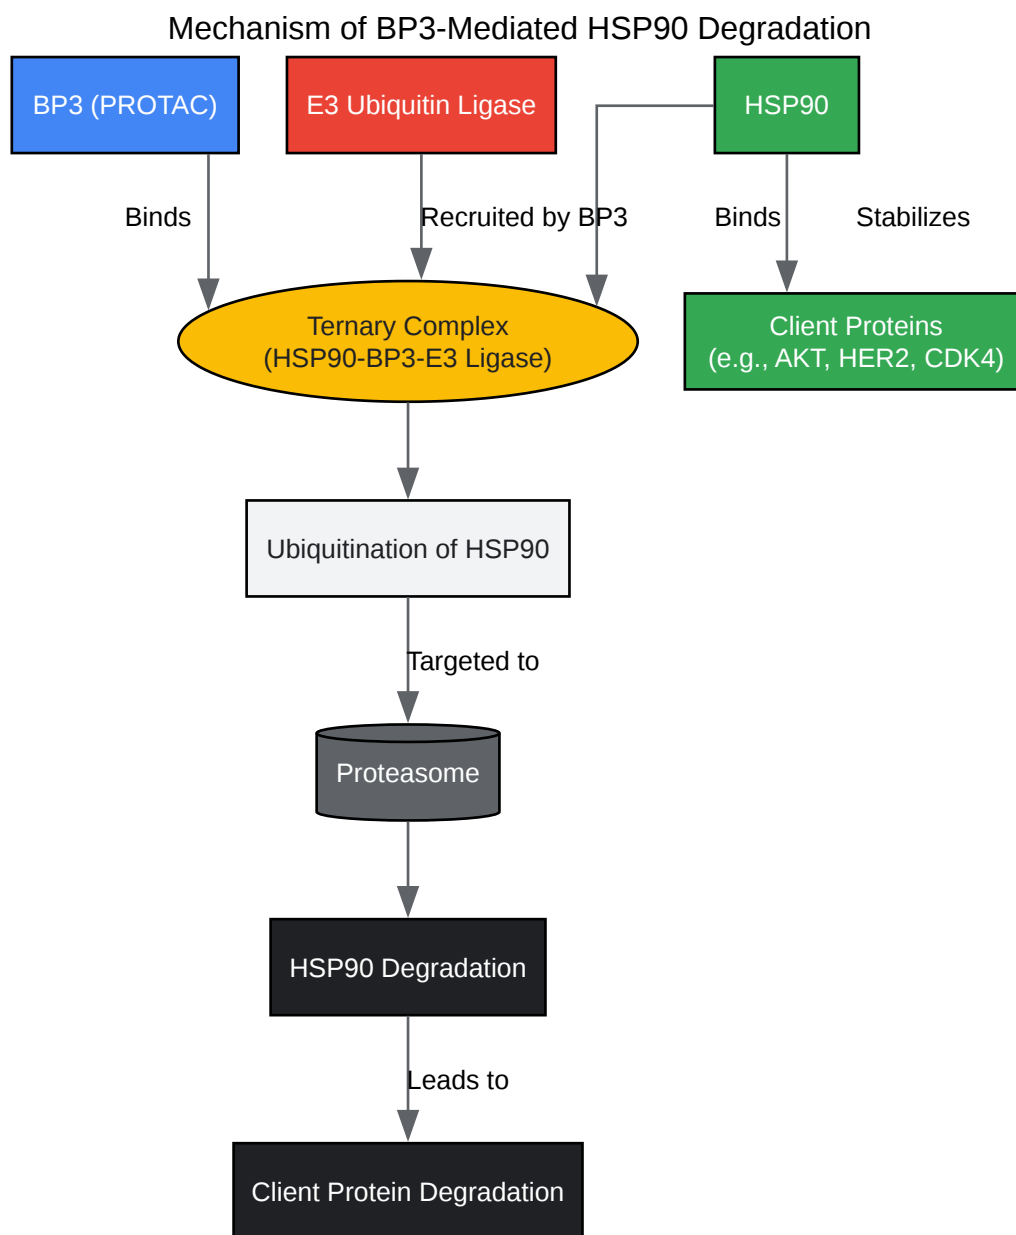 Mechanism of BP3-Mediated HSP90 Degradation
BP3 (PROTAC)
E3 Ubiquitin Ligase
HSP90
Binds
Recruited by BP3
Binds
Stabilizes
Ternary Complex
(HSP90-BP3-E3 Ligase)
Client Proteins
(e.g., AKT, HER2, CDK4)
Ubiquitination of HSP90
Targeted to
Proteasome
HSP90 Degradation
Leads to
Client Protein Degradation